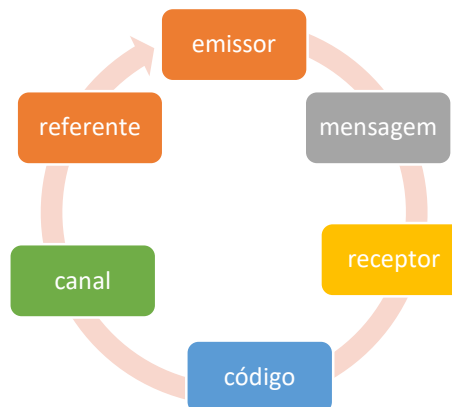 emissor
mensagem
receptor
código
canal
referente